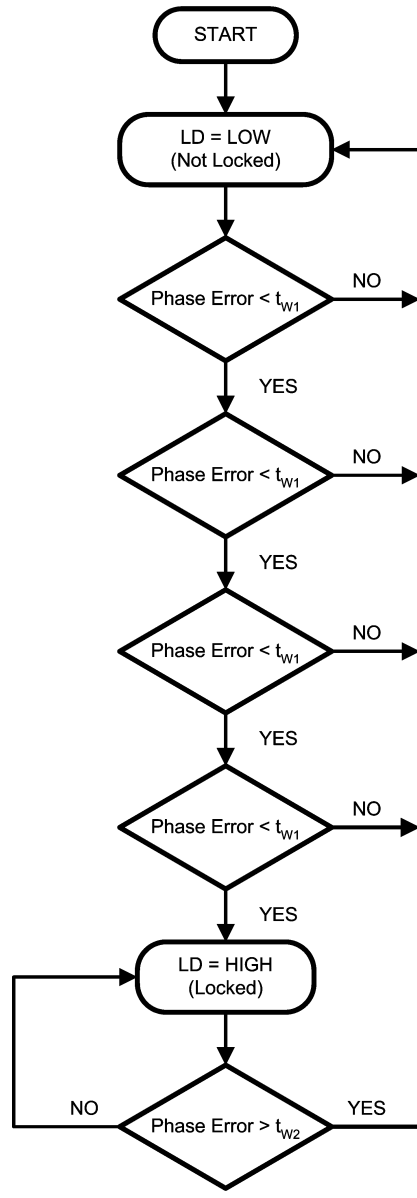 START
LD = LOW
(Not Locked)
Phase Error < tW1
NO
YES
Phase Error < tW1
NO
YES
Phase Error < tW1
NO
YES
Phase Error < tW1
NO
YES
LD = HIGH
(Locked)
NO
Phase Error > tW2
YES